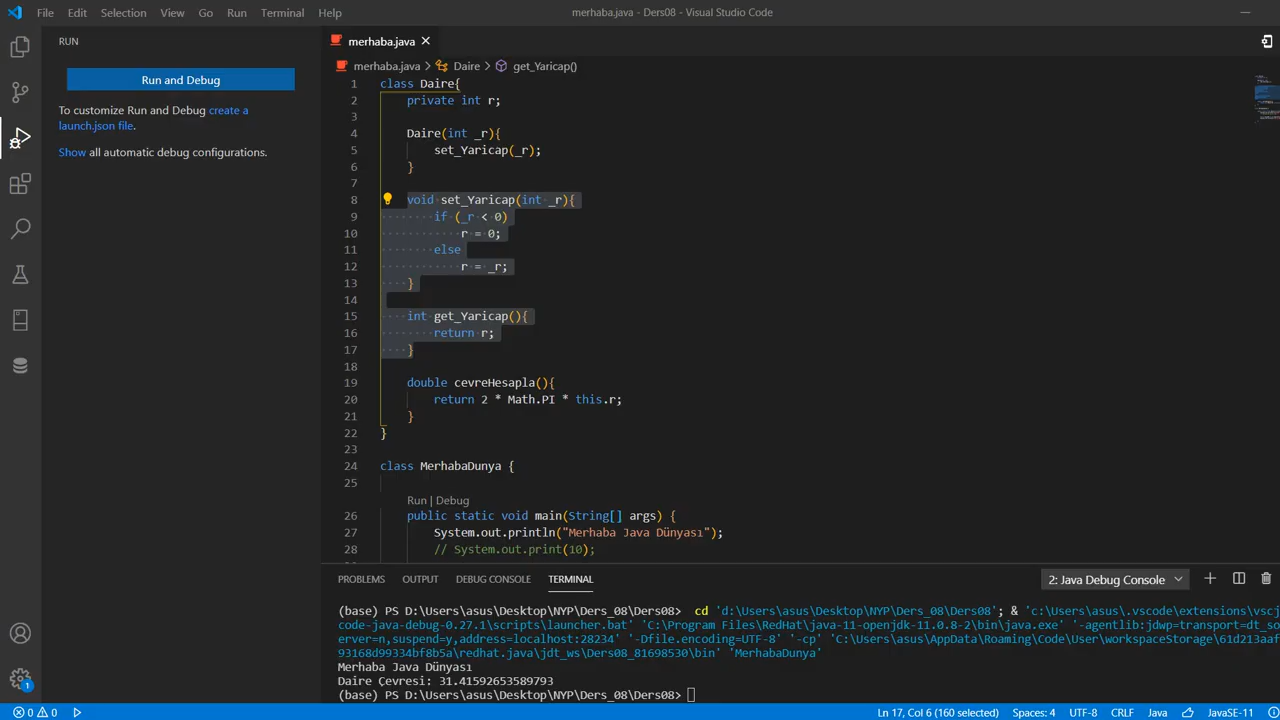 File Edit Selection View Go Run Terminal Help
merhaba.java - Ders08 - Visual Studio Code
RUN
Run and Debug
To customize Run and Debug create a
launch.json file.
Show all automatic debug configurations.
merhaba.java
merhaba.java > Daire > get_Yaricap()
1 class Daire{
2 private int r;
3
4 Daire(int _r){
5 set_Yaricap(_r);
6 }
7
8 void set_Yaricap(int _r){
9 if (_r < 0)
10 r = 0;
11 else
12 r = _r;
13 }
14
15 int get_Yaricap(){
16 return r;
17 }
18
19 double cevreHesapla(){
20 return 2 * Math.PI * this.r;
21 }
22 }
23
24 class MerhabaDunya {
25
Run | Debug
26 public static void main(String[] args) {
27 System.out.println("Merhaba Java Dünyası");
28 // System.out.print(10);
PROBLEMS OUTPUT DEBUG CONSOLE TERMINAL
2: Java Debug Console
(base) PS D:\Users\asus\Desktop\NYP\Ders_08\Ders08> cd 'd:\Users\asus\Desktop\NYP\Ders_08\Ders08'; & 'c:\Users\asus\.vscode\extensions\vscj
code-java-debug-0.27.1\scripts\launcher.bat' 'C:\Program Files\RedHat\java-11-openjdk-11.0.8-2\bin\java.exe' '-agentlib:jdwp=transport=dt_so
erver=n,suspend=y,address=localhost:28234' '-Dfile.encoding=UTF-8' '-cp' 'C:\Users\asus\AppData\Roaming\Code\User\workspaceStorage\61d213aaf
93168d99334bf8b5a\redhat.java\jdt_ws\Ders08_81698530\bin' 'MerhabaDunya'
Merhaba Java Dünyası
Daire Çevresi: 31.41592653589793
(base) PS D:\Users\asus\Desktop\NYP\Ders_08\Ders08>
1
0 0
Ln 17, Col 6 (160 selected) Spaces: 4 UTF-8 CRLF Java JavaSE-11